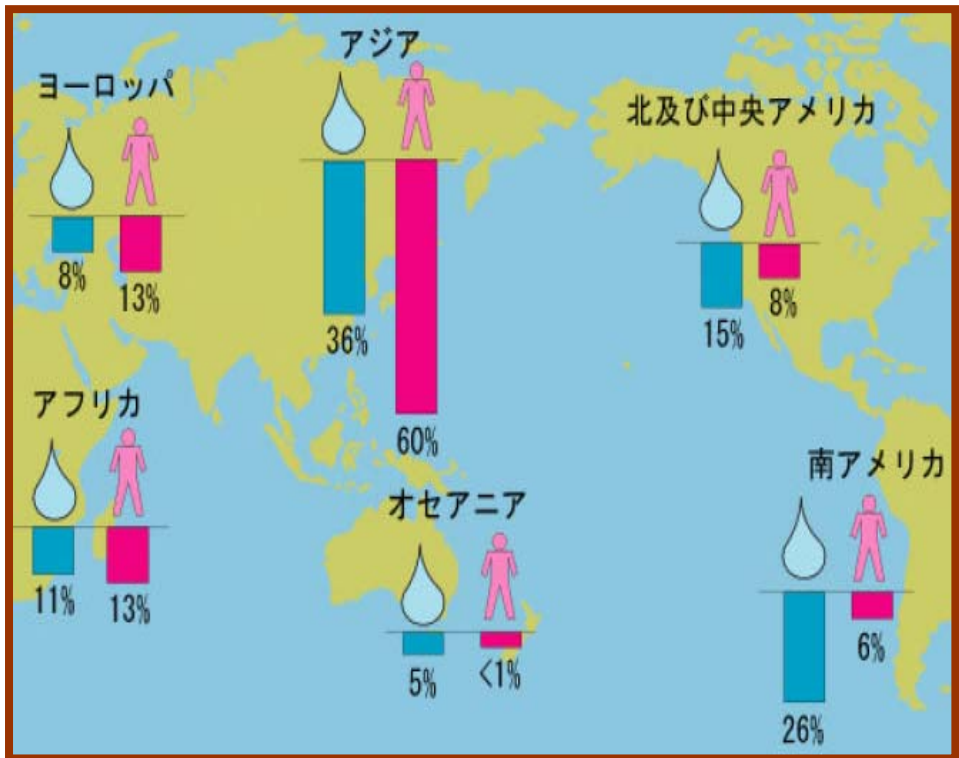 アジア
ヨーロッパ
北及び中央アメリカ
8%
13%
36%
60%
15%
8%
アフリカ
11%
13%
オセアニア
5%
<1%
南アメリカ
26%
6%